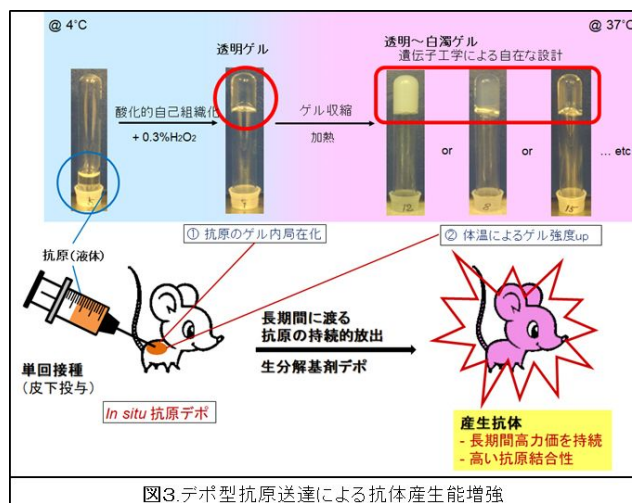 @ 4°C
@ 37°C
透明ゲル
透明～白濁ゲル
遺伝子工学による自在な設計
酸化的自己組織化
+ 0.3%H₂O₂
ゲル収縮
加熱
or
or
... etc
① 抗原のゲル内局在化
② 体温によるゲル強度up
抗原(液体)
単回接種
(皮下投与)
In situ 抗原デポ
長期間に渡る
抗原の持続的放出
生分解基剤デポ
産生抗体
- 長期間高力価を持続
- 高い抗原結合性
図3.デポ型抗原送達による抗体産生能増強